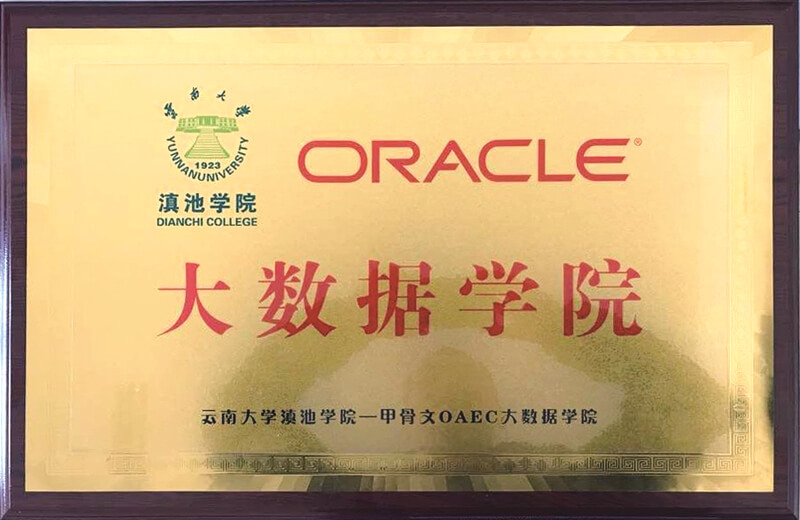 云南大学
YUNNANUNIVERSITY
1923
滇池学院
DIANCHI COLLEGE
ORACLE®
大数据学院
云南大学滇池学院—甲骨文OAEC大数据学院